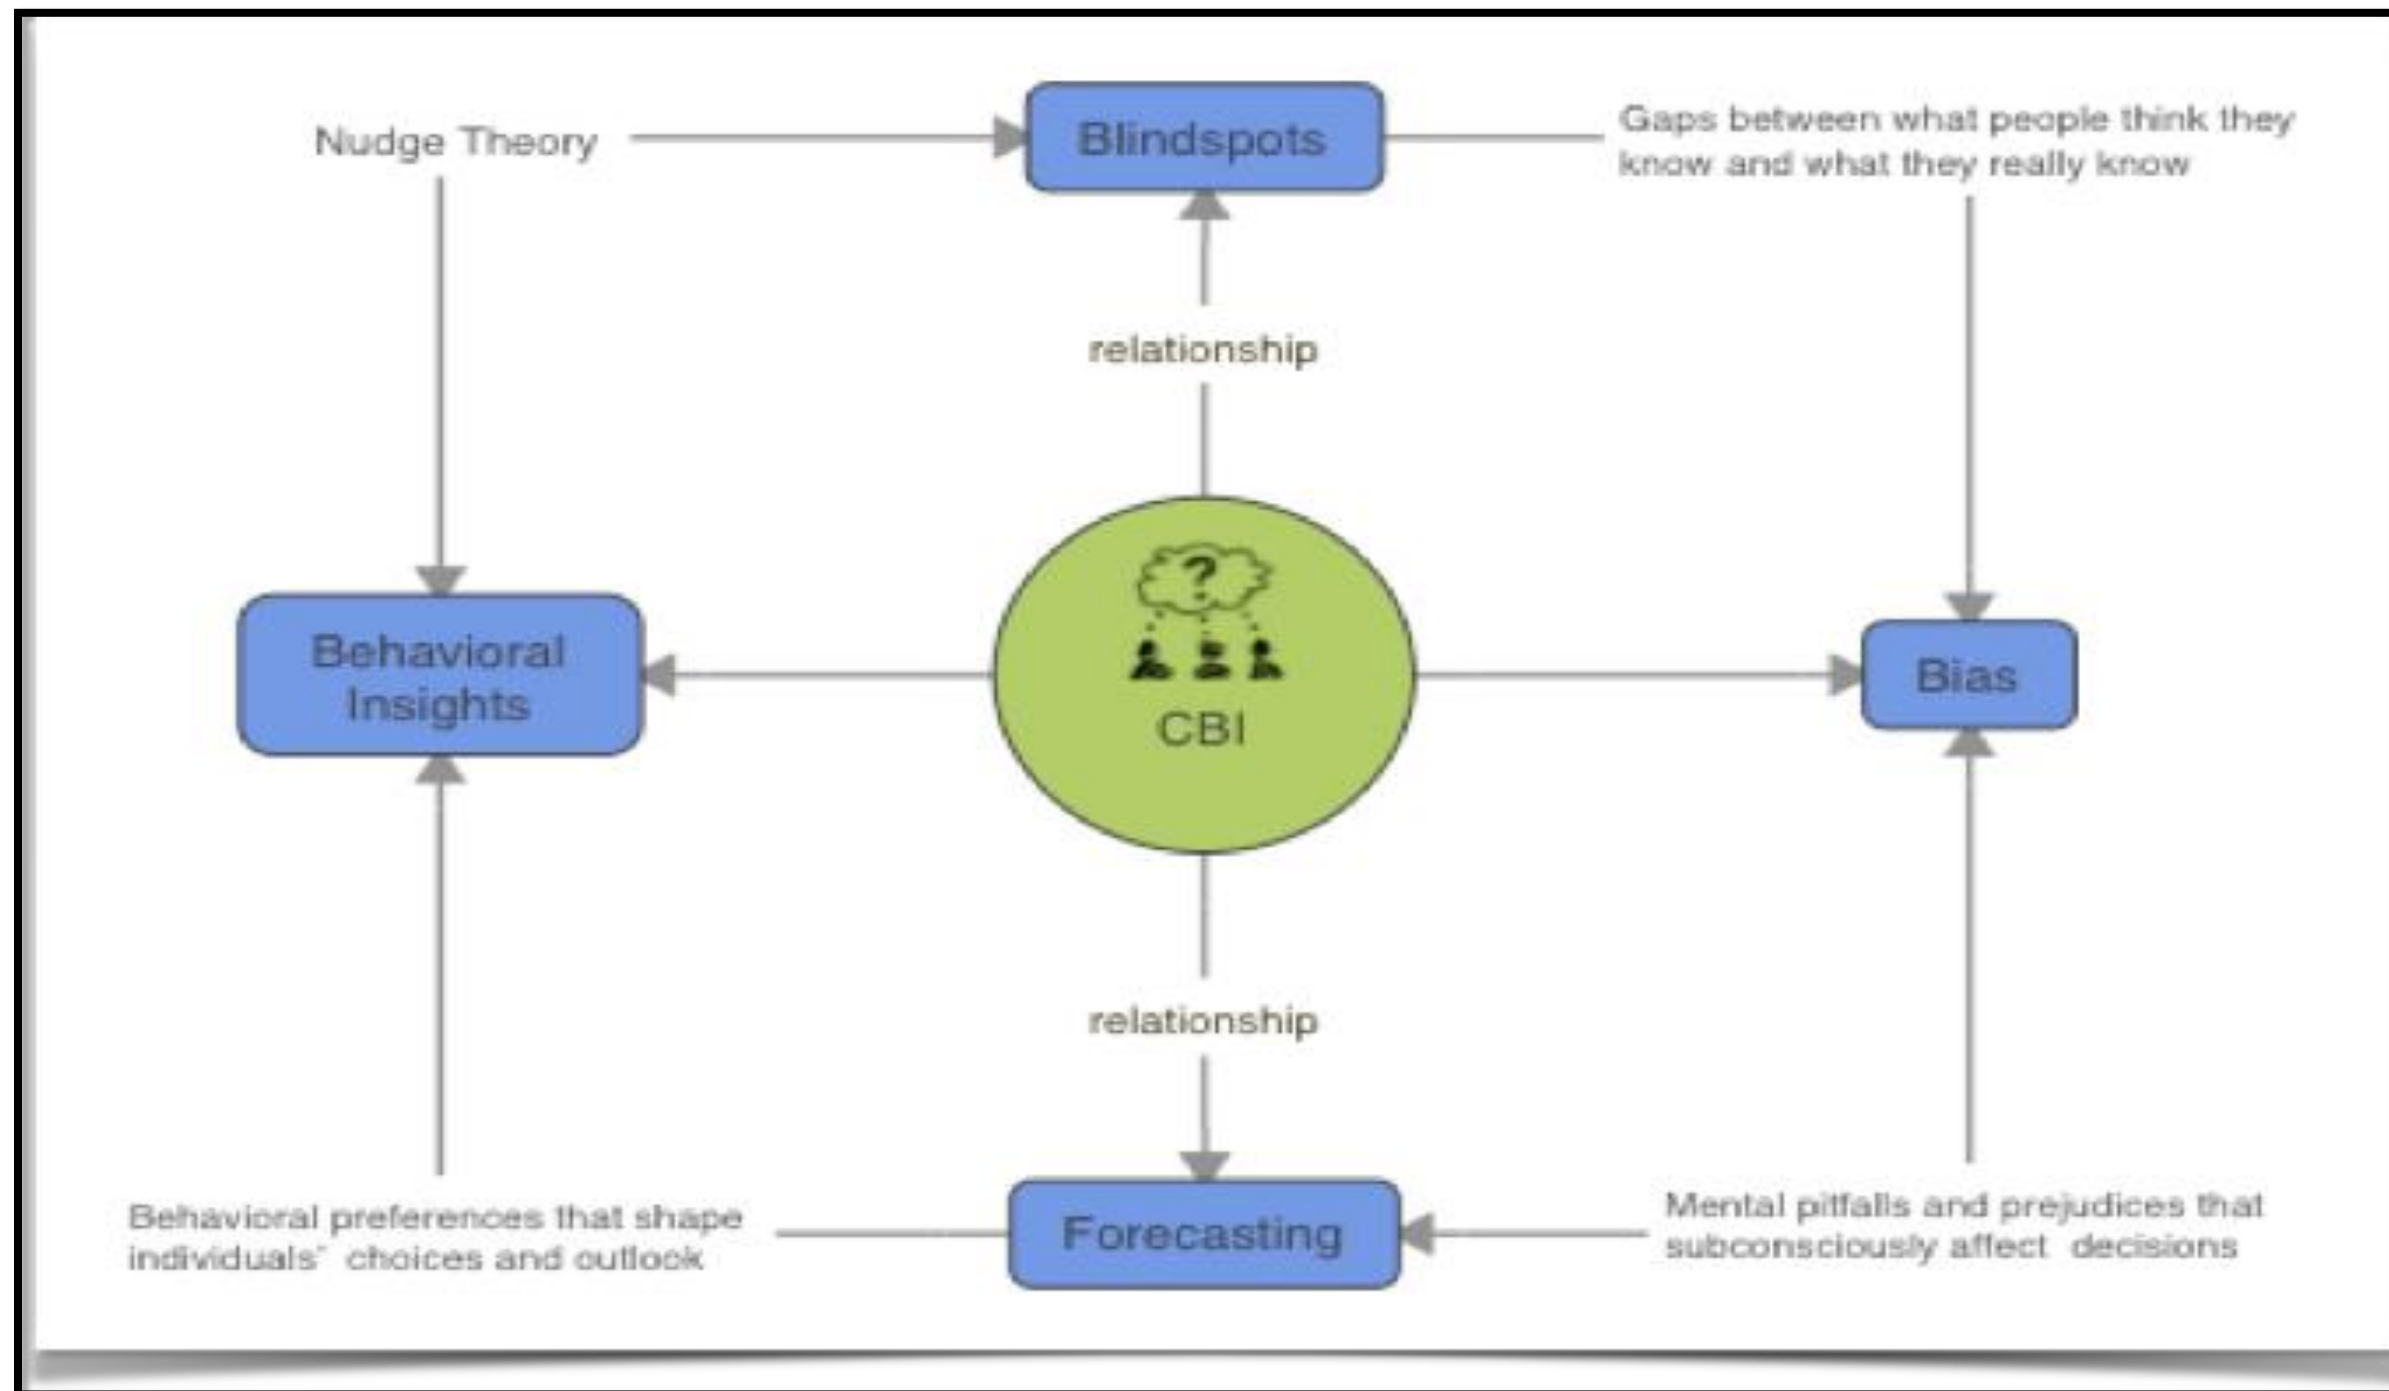 Nudge Theory
Blindspots
Gaps between what people think they
know and what they really know
relationship
Behavioral
Insights
?
CBI
Bias
relationship
Behavioral preferences that shape
individuals' choices and outlook
Forecasting
Mental pitfalls and prejudices that
subconsciously affect decisions